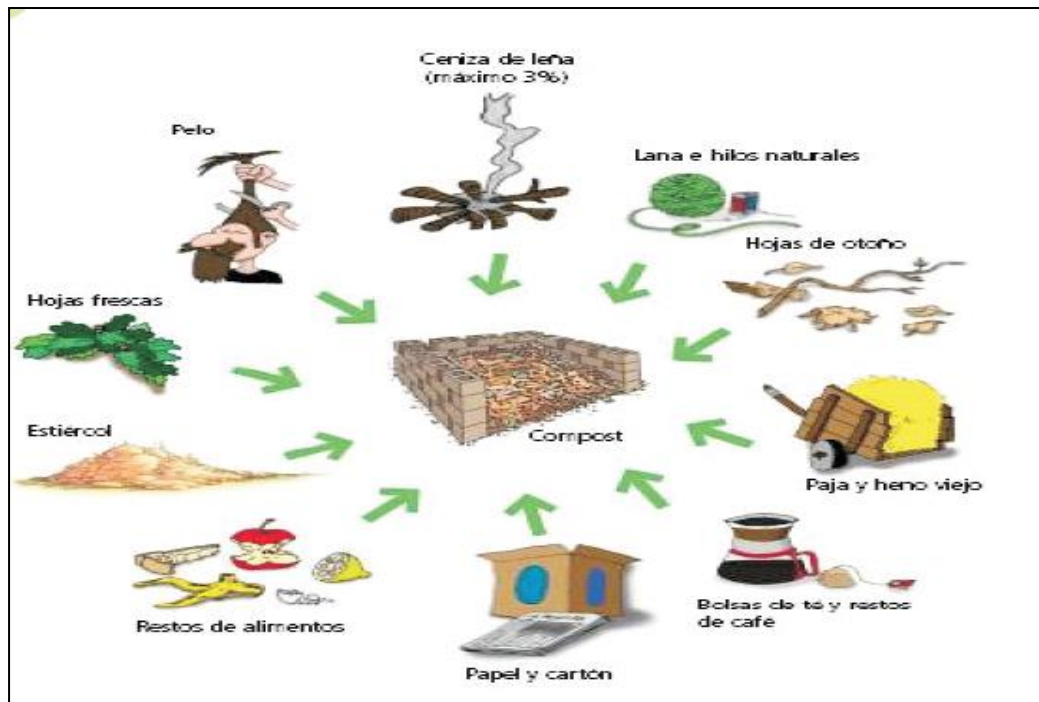 Ceniza de leña
(máximo 3%)
Pelo
Lana e hilos naturales
Hojas de otoño
Hojas frescas
Estiércol
Compost
Paja y heno viejo
Restos de alimentos
Bolsas de té y restos
de café
Papel y cartón